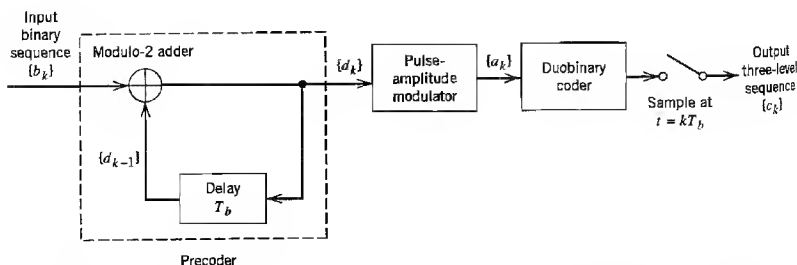 Input
binary
sequence
{b_k}
Modulo-2 adder
{d_k}
Pulse-
amplitude
modulator
{a_k}
Duobinary
coder
Output
three-level
sequence
{c_k}
Sample at
t = kT_b
{d_{k-1}}
Delay
T_b
Precoder